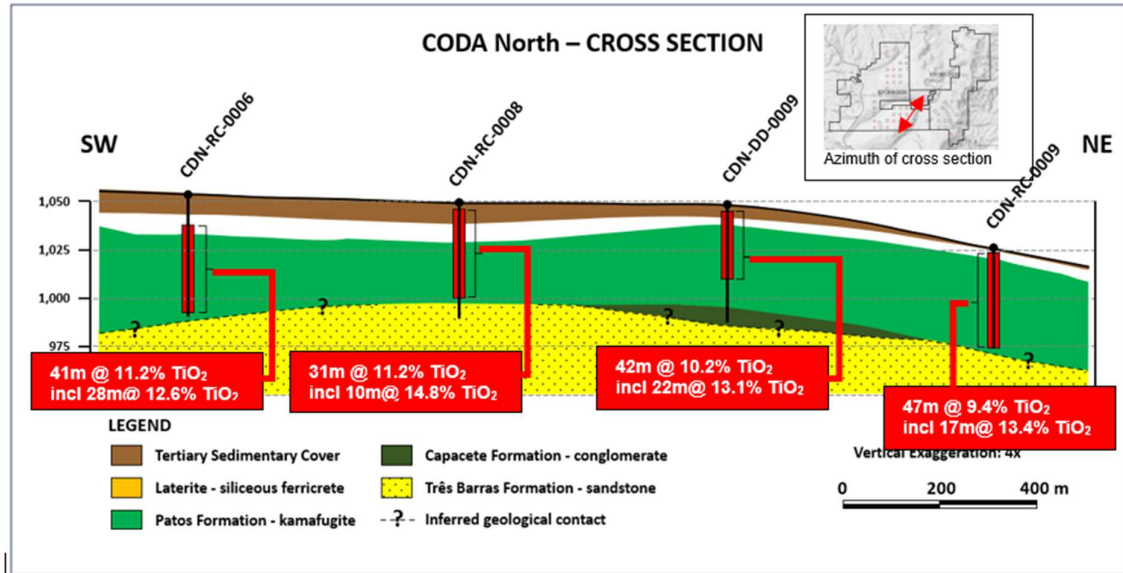 CODA North – CROSS SECTION
Azimuth of cross section
SW
NE
CDN-RC-0006
CDN-RC-0008
CDN-DD-0009
CDN-RC-0009
1,050
1,025
1,000
975
?
?
?
?
?
41m @ 11.2% TiO₂
incl 28m@ 12.6% TiO₂
31m @ 11.2% TiO₂
incl 10m@ 14.8% TiO₂
42m @ 10.2% TiO₂
incl 22m@ 13.1% TiO₂
47m @ 9.4% TiO₂
incl 17m@ 13.4% TiO₂
LEGEND
Tertiary Sedimentary Cover
Laterite - siliceous ferricrete
Patos Formation - kamafugite
Capacete Formation - conglomerate
Três Barras Formation - sandstone
? Inferred geological contact
Vertical Exaggeration: 4x
0 200 400 m